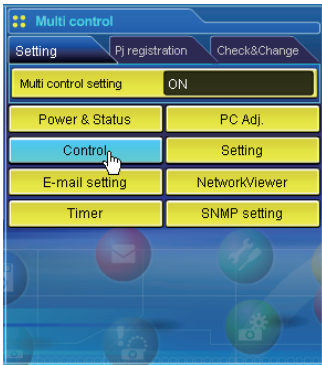 Multi control
Setting Pj registration Check&Change
Multi control setting ON
Power & Status PC Adj.
Control Setting
E-mail setting NetworkViewer
Timer SNMP setting